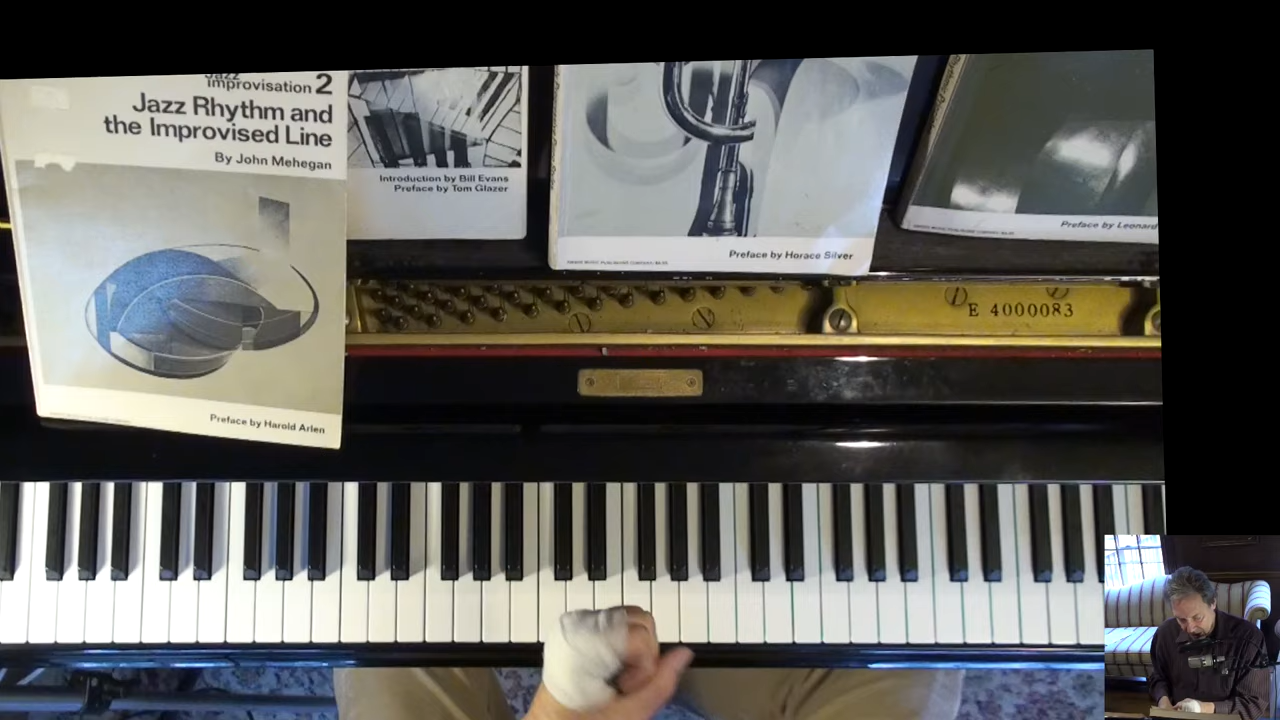 Jazz
Improvisation 2
Jazz Rhythm and
the Improvised Line
By John Mehegan
Preface by Harold Arlen
Introduction by Bill Evans
Preface by Tom Glazer
Preface by Horace Silver
Preface by Leonard
E 4000083